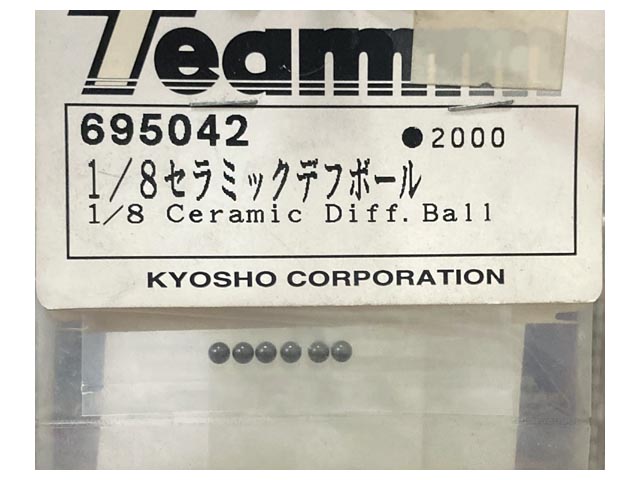 Team
695042
●2000
1/8セラミックデフボール
1/8 Ceramic Diff.Ball
KYOSHO CORPORATION